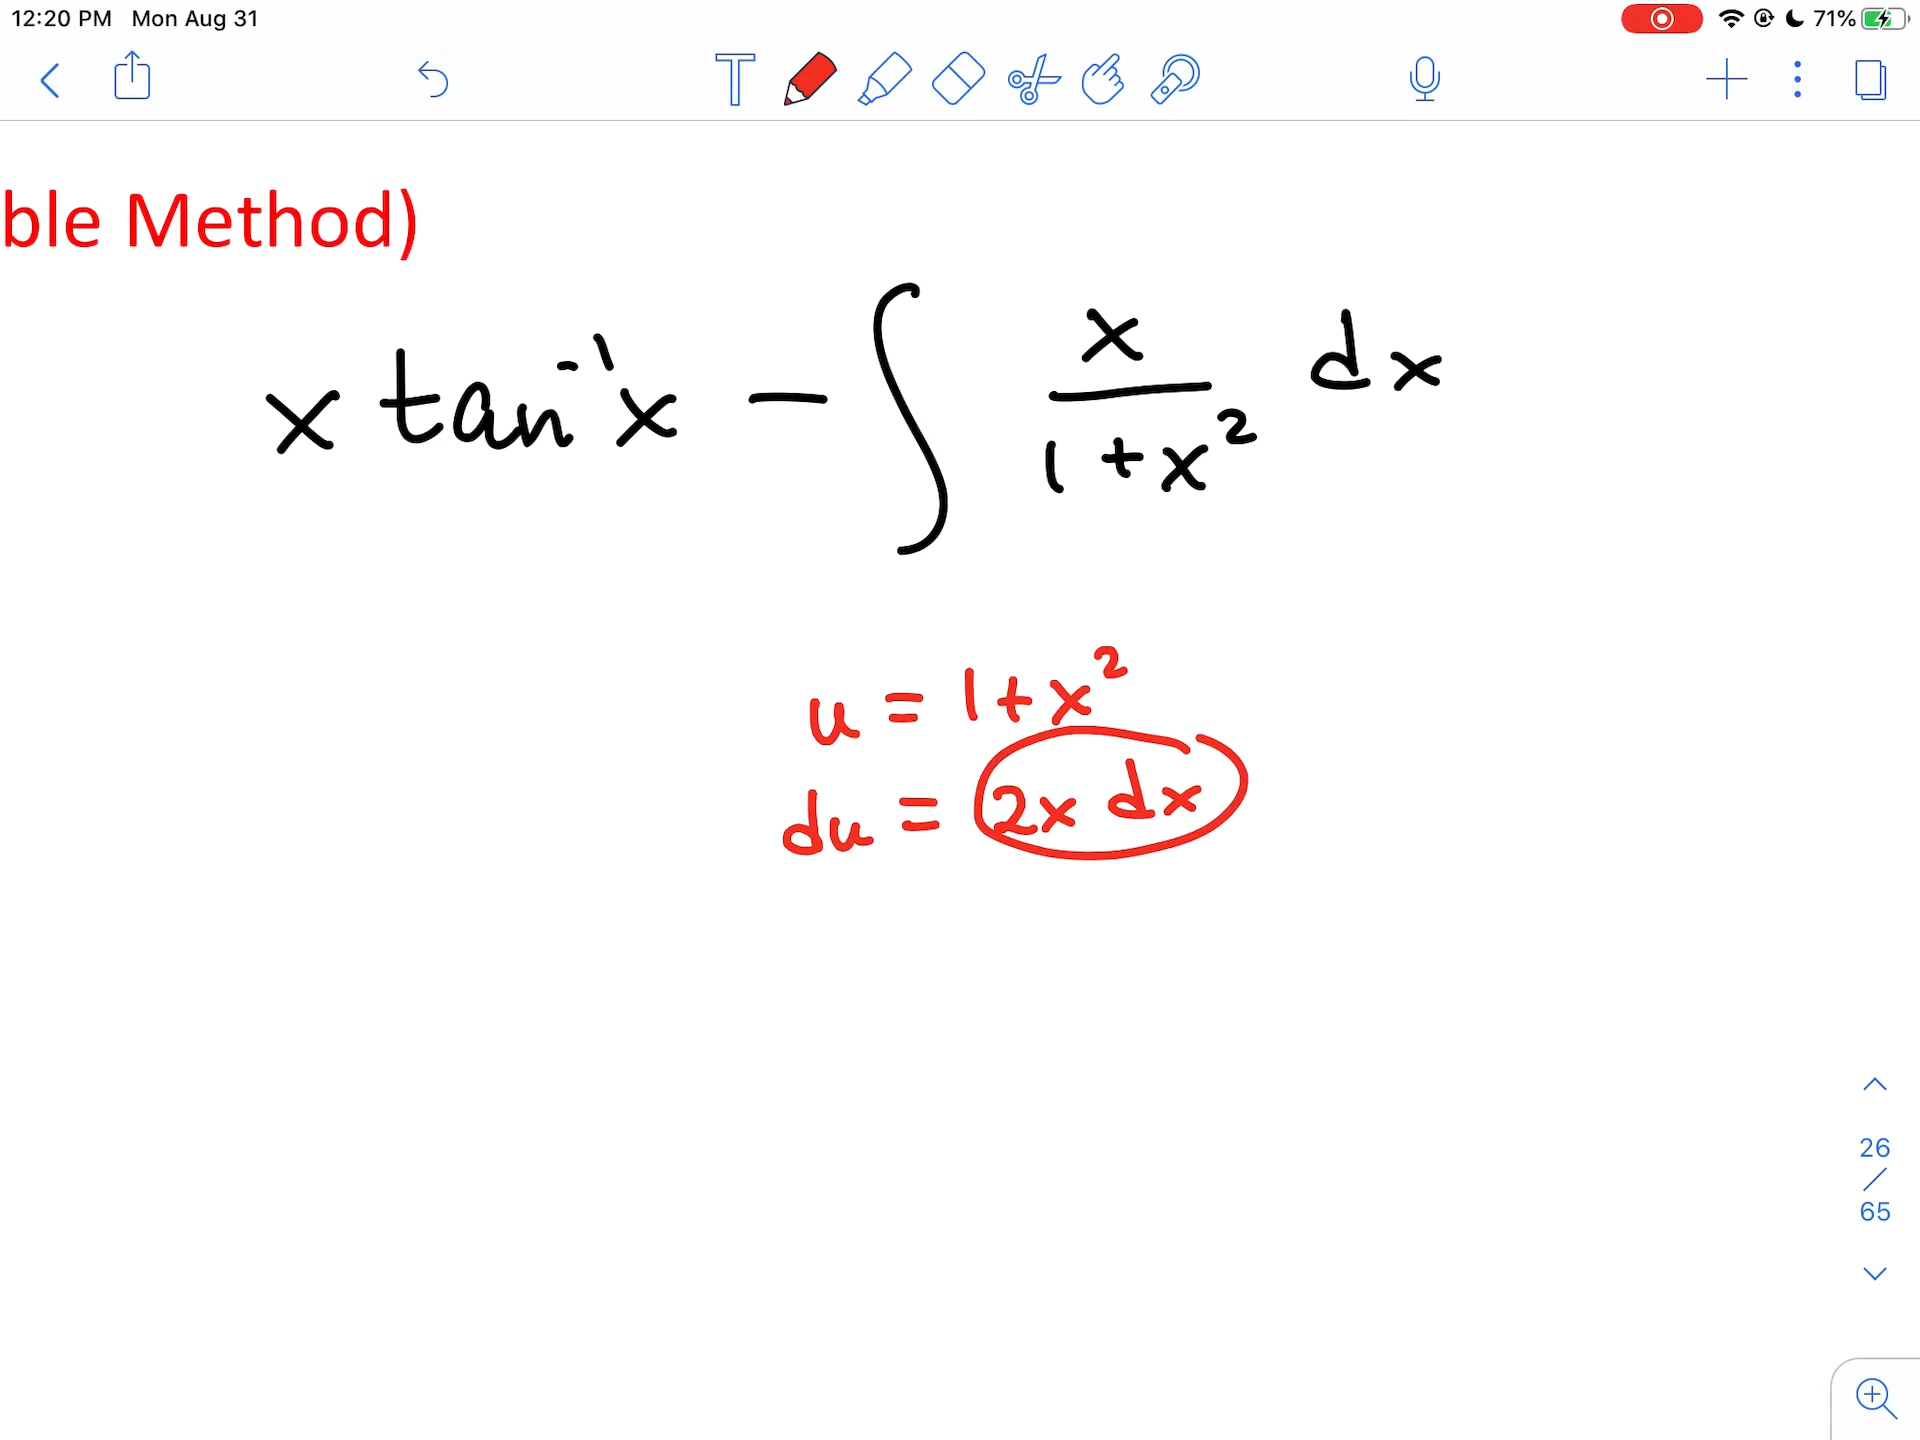 12:20 PM Mon Aug 31 71%
T
ble Method)
x tan⁻¹x − ∫ x/(1+x²) dx
u = 1+x²
du = 2x dx
26
/
65